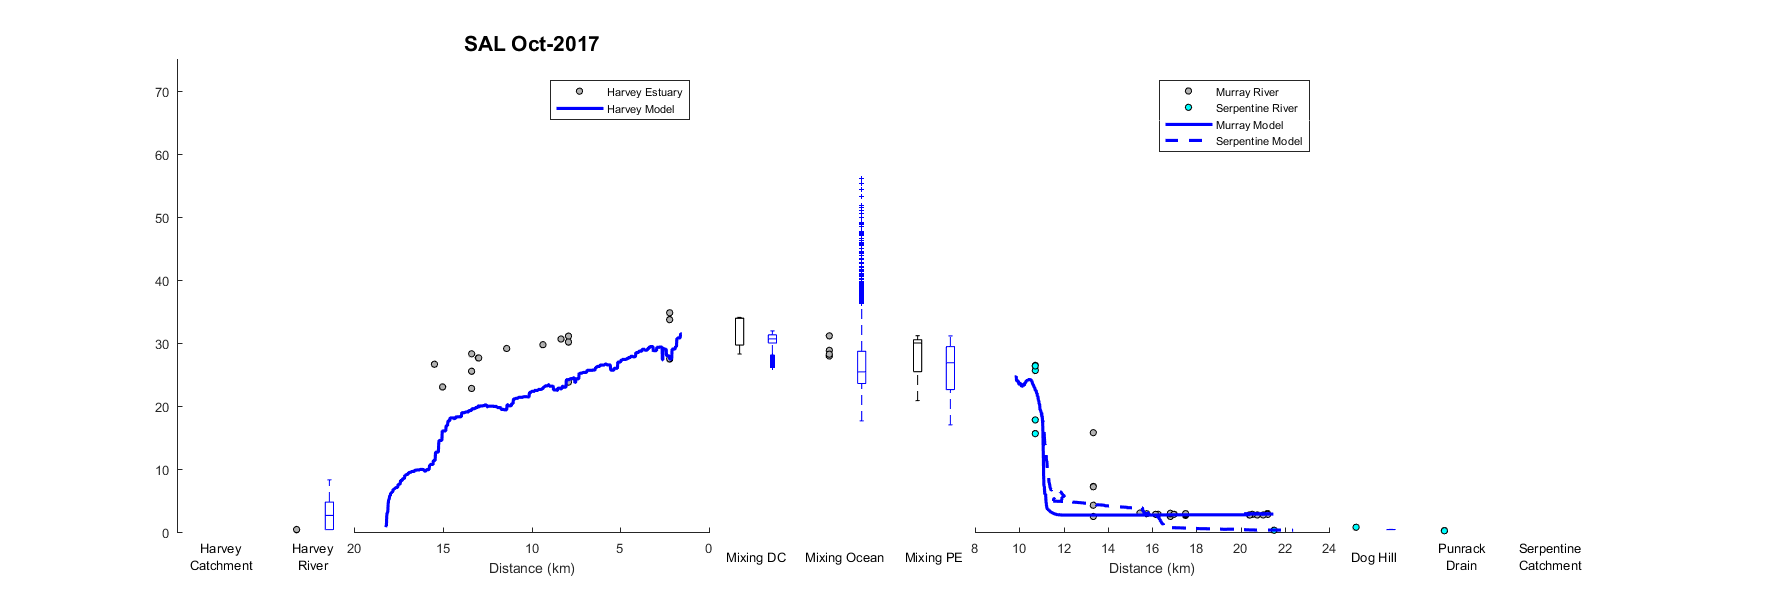 SAL Oct-2017
70
60
50
40
30
20
10
0
Harvey Estuary
Harvey Model
Murray River
Serpentine River
Murray Model
Serpentine Model
Harvey
Catchment
Harvey
River
20 15 10 5 0
Distance (km)
Mixing DC
Mixing Ocean
Mixing PE
8 10 12 14 16 18 20 22 24
Distance (km)
Dog Hill
Punrack
Drain
Serpentine
Catchment